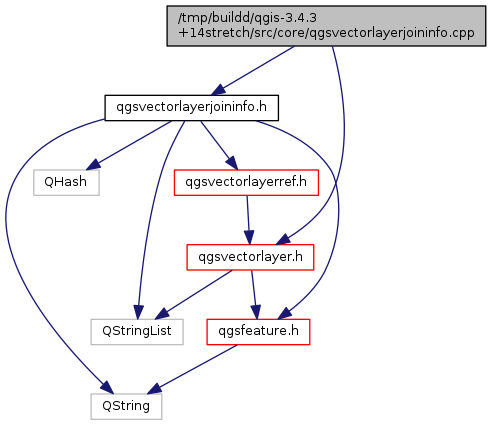 /tmp/buildd/qgis-3.4.3
+14stretch/src/core/qgsvectorlayerjoininfo.cpp
qgsvectorlayerjoininfo.h
QHash
qgsvectorlayerref.h
qgsvectorlayer.h
QStringList
qgsfeature.h
QString